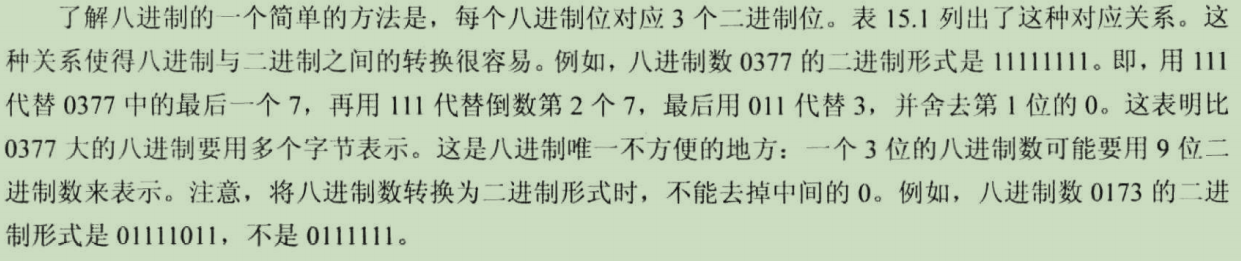 了解八进制的一个简单的方法是，每个八进制位对应 3 个二进制位。表 15.1 列出了这种对应关系。这
种关系使得八进制与二进制之间的转换很容易。例如，八进制数 0377 的二进制形式是 11111111。即，用 111
代替 0377 中的最后一个 7，再用 111 代替倒数第 2 个 7，最后用 011 代替 3，并舍去第 1 位的 0。这表明比
0377 大的八进制要用多个字节表示。这是八进制唯一不方便的地方：一个 3 位的八进制数可能要用 9 位二
进制数来表示。注意，将八进制数转换为二进制形式时，不能去掉中间的 0。例如，八进制数 0173 的二进
制形式是 01111011，不是 0111111。